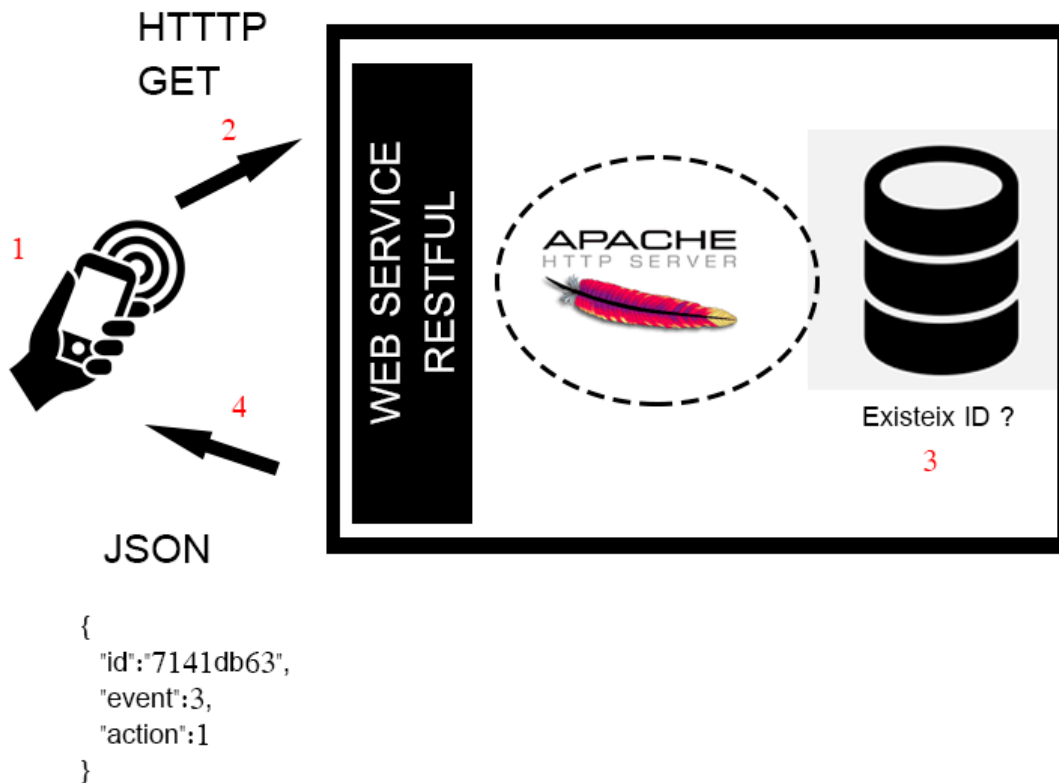 HTTTP
GET
2
1
WEB SERVICE
RESTFUL
APACHE
HTTP SERVER
Existeix ID ?
3
4
JSON
{
"id":"7141db63",
"event":3,
"action":1
}